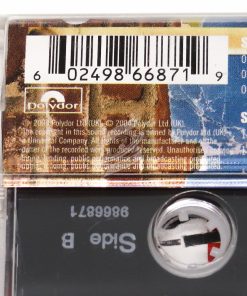 6 02498 66871 9
polydor
℗ 2004 Polydor Ltd (UK). © 2004 Polydor Ltd (UK).
The copyright in this sound recording is owned by Polydor Ltd (UK)
a Universal Company. All rights of the manufacturer and of the
owner of the recorded work reserved. Unauthorised
hiring, lending, public performance and broadcasting prohibited.
Side B
9866871